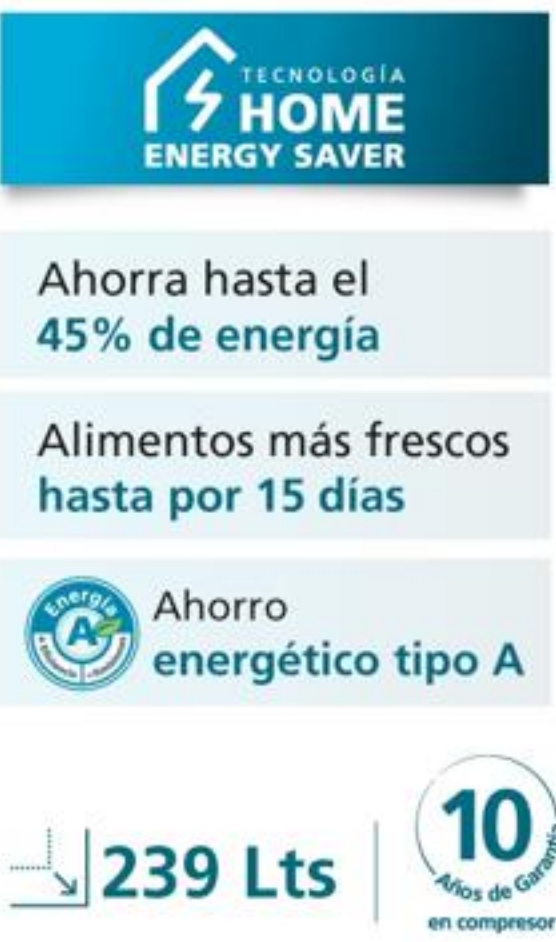 TECNOLOGÍA
HOME
ENERGY SAVER
Ahorra hasta el
45% de energía
Alimentos más frescos
hasta por 15 días
Energía
A
Ahorro
energético tipo A
239 Lts
10
Años de Garantía
en compresor